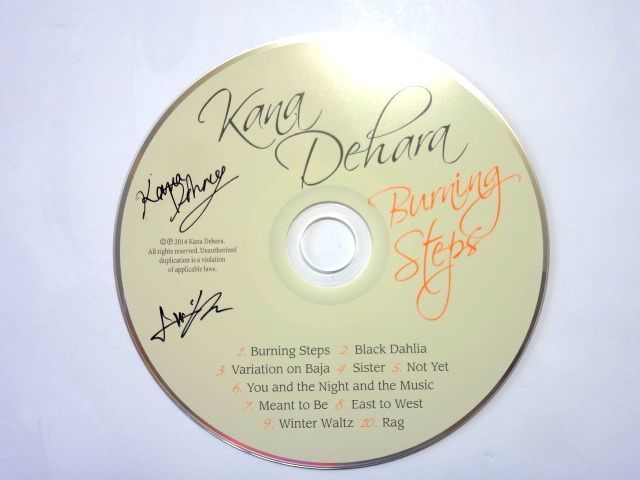 Kana
Dehara
Burning
Steps
Kana
Dehara
©℗ 2014 Kana Dehara.
All rights reserved. Unauthorized
duplication is a violation
of applicable laws.
1. Burning Steps 2. Black Dahlia
3. Variation on Baja 4. Sister 5. Not Yet
6. You and the Night and the Music
7. Meant to Be 8. East to West
9. Winter Waltz 10. Rag